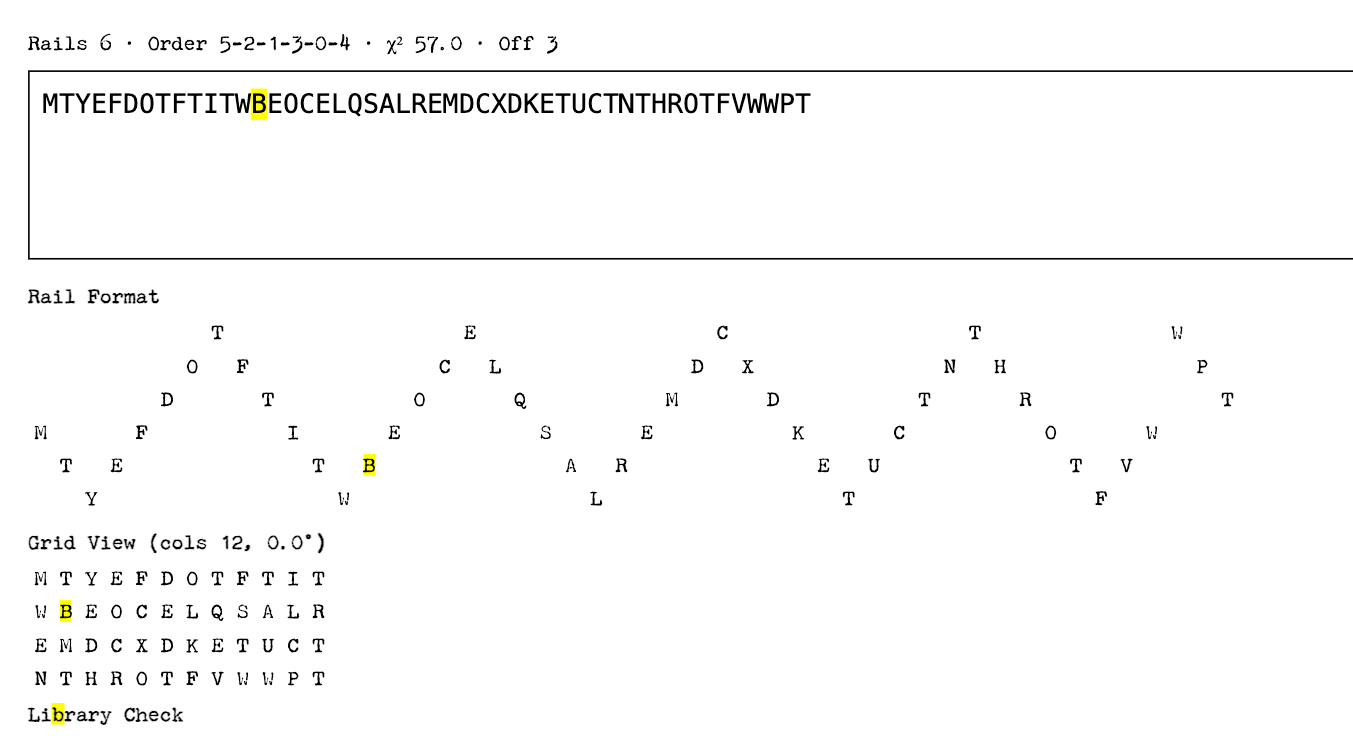 Rails 6 · Order 5-2-1-3-0-4 · χ² 57.0 · Off 3
MTYEFDOTFTITWBEOCELQSALREMDCXDKETUCTNTHROTFVWWPT
Rail Format
T E C T W
O F C L D X N H P
D T O Q M D T R T
M F I E S E K C O W
T E T B A R E U T V
Y W L T F
Grid View (cols 12, 0.0°)
M T Y E F D O T F T I T
W B E O C E L Q S A L R
E M D C X D K E T U C T
N T H R O T F V W W P T
Library Check